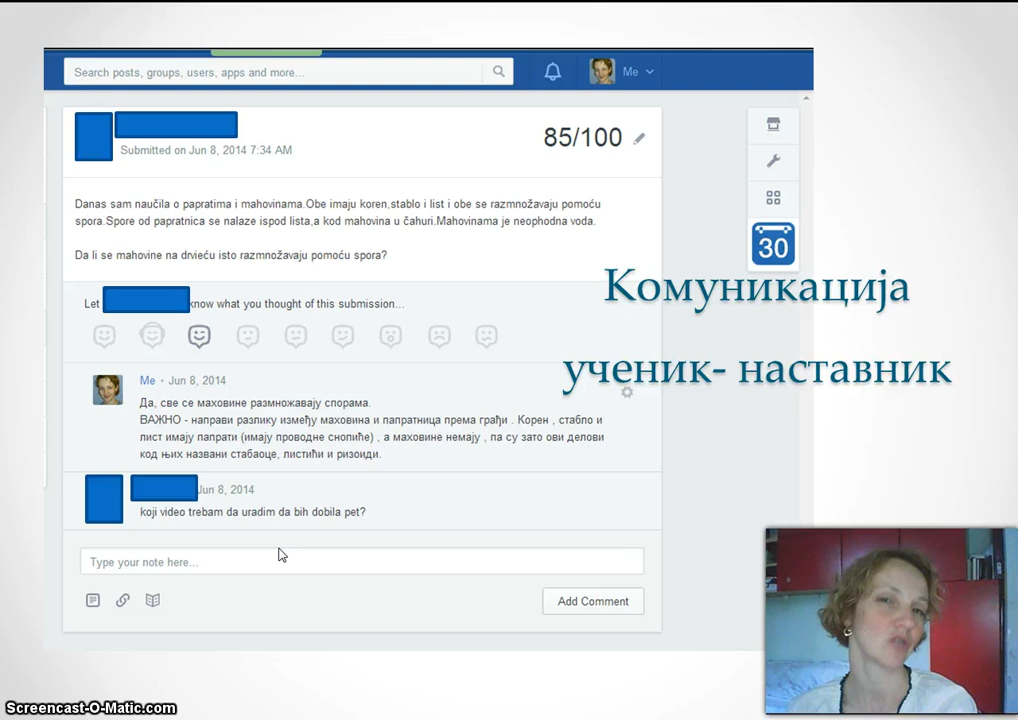 Search posts, groups, users, apps and more...
Me
85/100
Submitted on Jun 8, 2014 7:34 AM
Danas sam naučila o papratima i mahovinama.Obe imaju koren,stablo i list i obe se razmnožavaju pomoću
spora.Spore od papratnica se nalaze ispod lista,a kod mahovina u čahuri.Mahovinama je neophodna voda.
Da li se mahovine na drvieću isto razmnožavaju pomoću spora?
30
Комуникација
ученик- наставник
Let know what you thought of this submission...
Me · Jun 8, 2014
Да, све се маховине размножавају спорама.
ВАЖНО - направи разлику између маховина и папратница према грађи . Корен , стабло и
лист имају папрати (имају проводне снопиће) , а маховине немају , па су зато ови делови
код њих названи стабаоце, листићи и ризоиди.
Jun 8, 2014
koji video trebam da uradim da bih dobila pet?
Type your note here...
Add Comment
Screencast-O-Matic.com